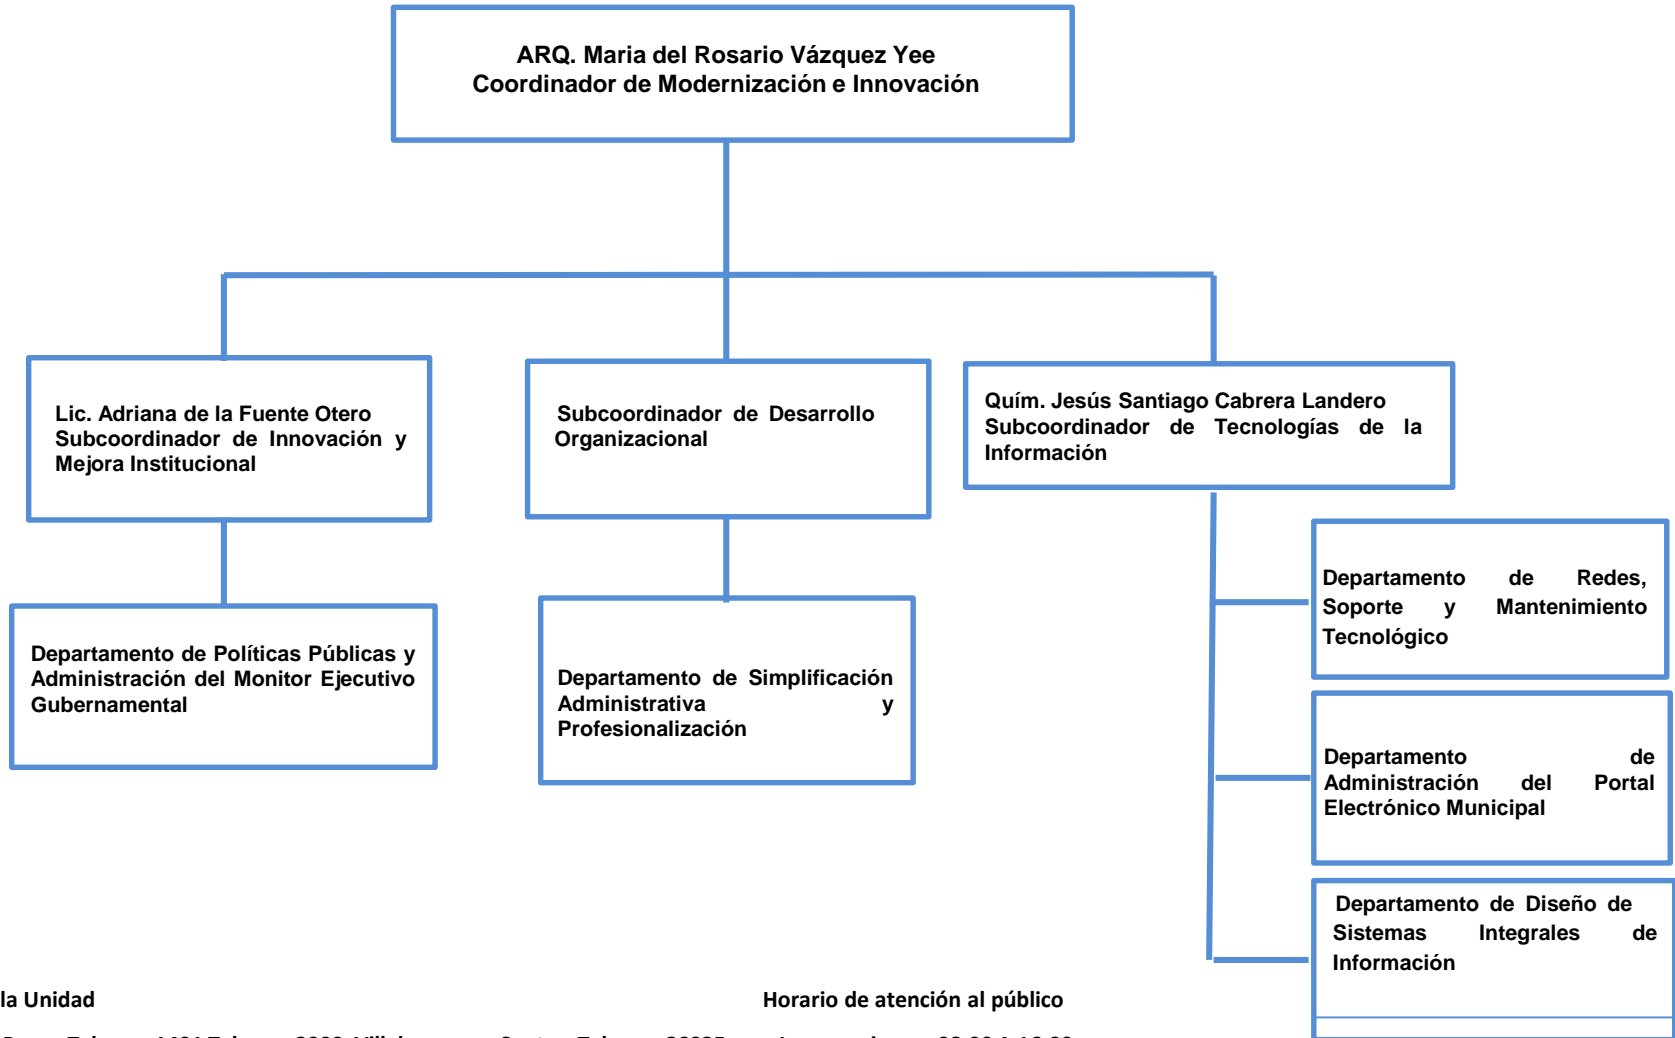 ARQ. Maria del Rosario Vázquez Yee
Coordinador de Modernización e Innovación
Lic. Adriana de la Fuente Otero
Subcoordinador de Innovación y
Mejora Institucional
Subcoordinador de Desarrollo
Organizacional
Quím. Jesús Santiago Cabrera Landero
Subcoordinador de Tecnologías de la
Información
Departamento de Políticas Públicas y
Administración del Monitor Ejecutivo
Gubernamental
Departamento de Simplificación
Administrativa y
Profesionalización
Departamento de Redes,
Soporte y Mantenimiento
Tecnológico
Departamento de
Administración del Portal
Electrónico Municipal
Departamento de Diseño de
Sistemas Integrales de
Información
la Unidad
Horario de atención al público